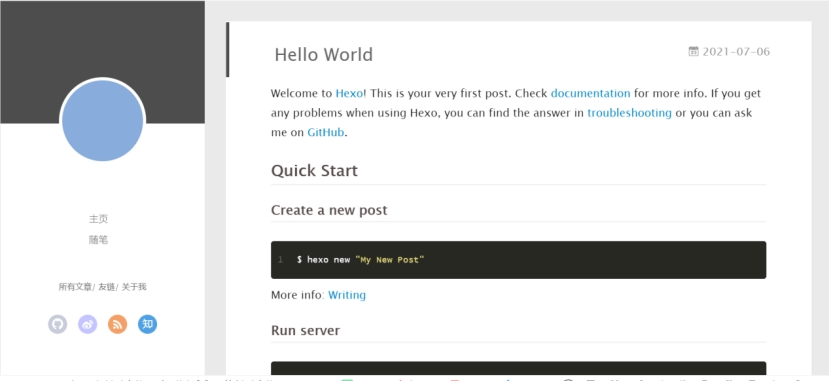 主页
随笔
所有文章/ 友链/ 关于我
知
Hello World
2021-07-06
Welcome to Hexo! This is your very first post. Check documentation for more info. If you get
any problems when using Hexo, you can find the answer in troubleshooting or you can ask
me on GitHub.
Quick Start
Create a new post
1 $ hexo new "My New Post"
More info: Writing
Run server